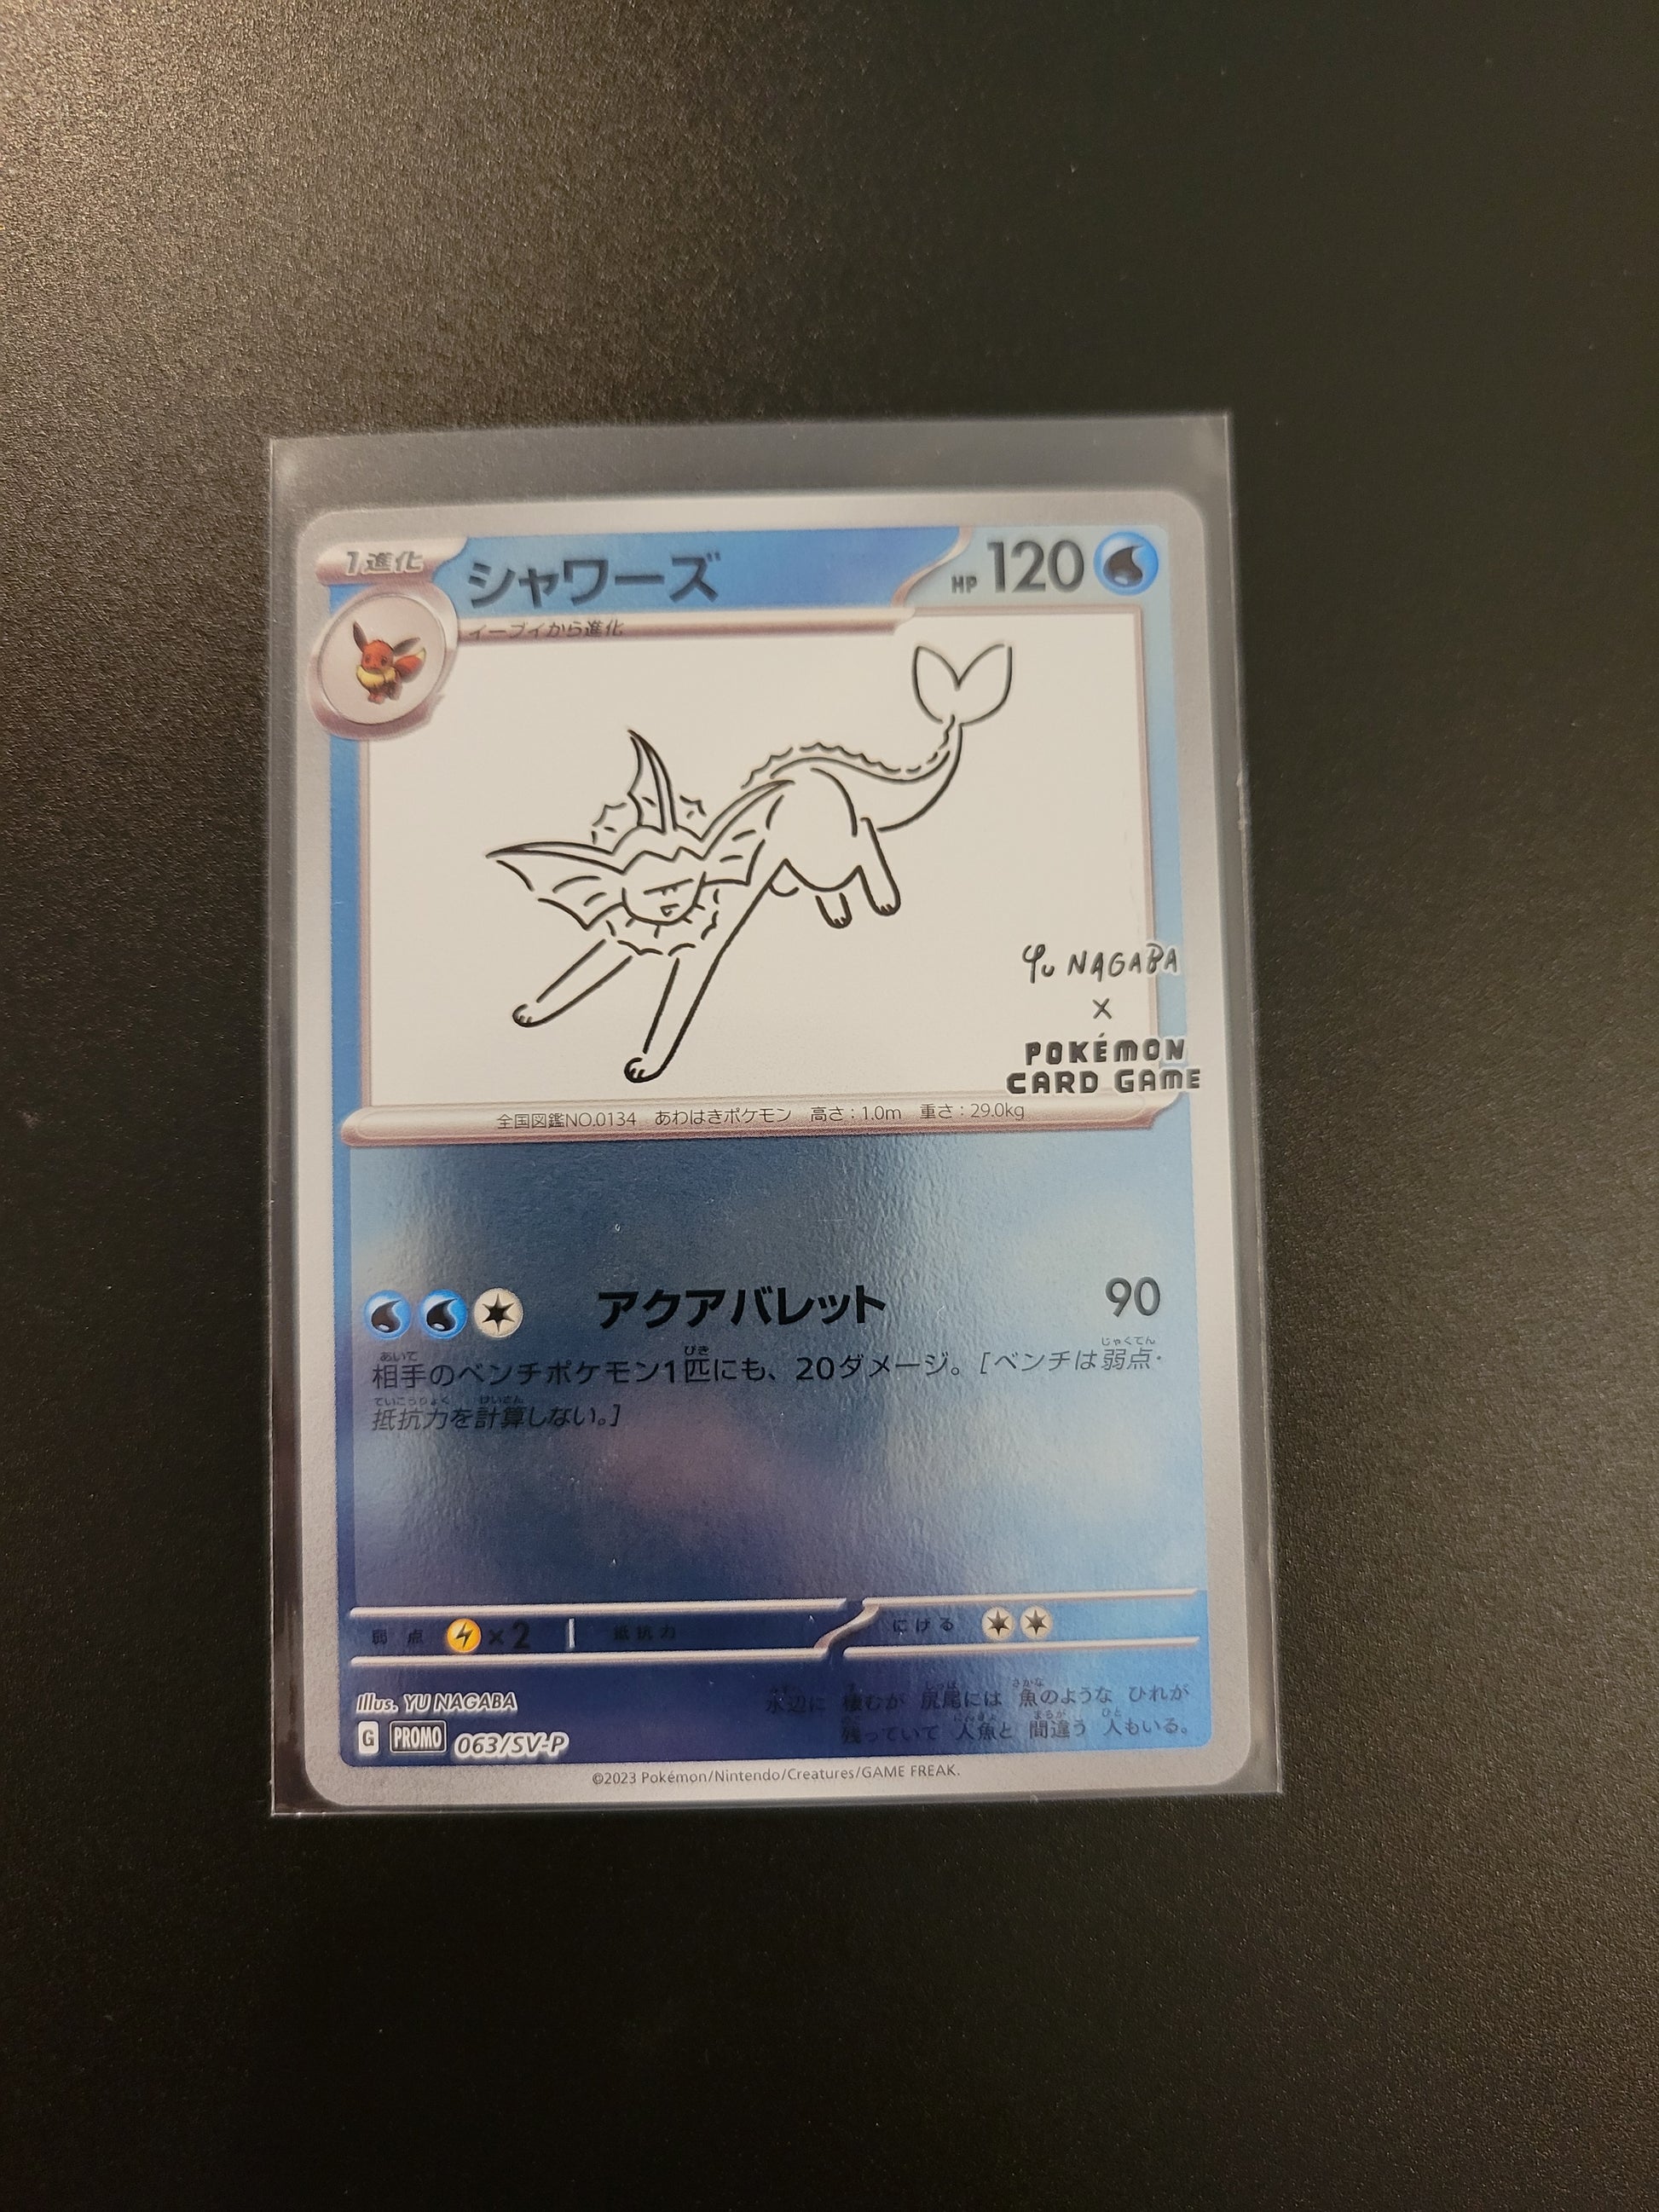 1進化
シャワーズ
HP 120
イーブイから進化
Yu NAGABA
×
POKÉMON
CARD GAME
全国図鑑NO.0134 あわはきポケモン 高さ:1.0m 重さ:29.0kg
アクアバレット 90
相手のベンチポケモン1匹にも、20ダメージ。[ベンチは弱点・
抵抗力を計算しない。]
弱点 ×2 抵抗力 にげる
Illus. YU NAGABA
G PROMO 063/SV-P
水辺に 棲むが 尻尾には 魚のような ひれが
残っていて 人魚と 間違う 人もいる。
©2023 Pokémon/Nintendo/Creatures/GAME FREAK.